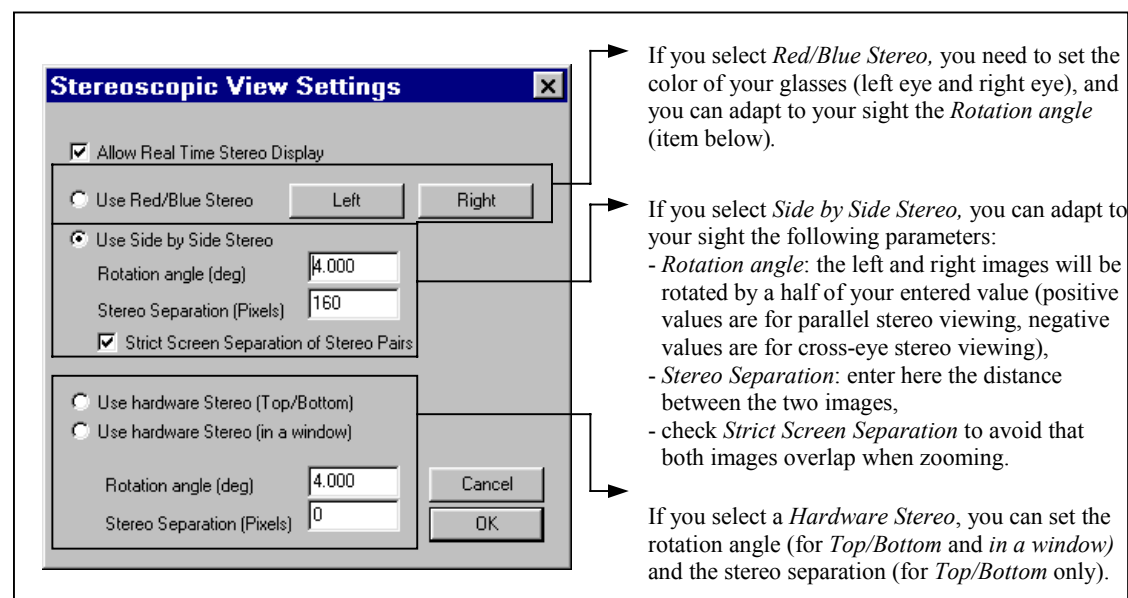 Stereoscopic View Settings
Allow Real Time Stereo Display
Use Red/Blue Stereo Left Right
Use Side by Side Stereo
Rotation angle (deg) 4.000
Stereo Separation (Pixels) 160
Strict Screen Separation of Stereo Pairs
Use hardware Stereo (Top/Bottom)
Use hardware Stereo (in a window)
Rotation angle (deg) 4.000 Cancel
Stereo Separation (Pixels) 0 OK
If you select Red/Blue Stereo, you need to set the
color of your glasses (left eye and right eye), and
you can adapt to your sight the Rotation angle
(item below).
If you select Side by Side Stereo, you can adapt to
your sight the following parameters:
- Rotation angle: the left and right images will be
rotated by a half of your entered value (positive
values are for parallel stereo viewing, negative
values are for cross-eye stereo viewing),
- Stereo Separation: enter here the distance
between the two images,
- check Strict Screen Separation to avoid that
both images overlap when zooming.
If you select a Hardware Stereo, you can set the
rotation angle (for Top/Bottom and in a window)
and the stereo separation (for Top/Bottom only).